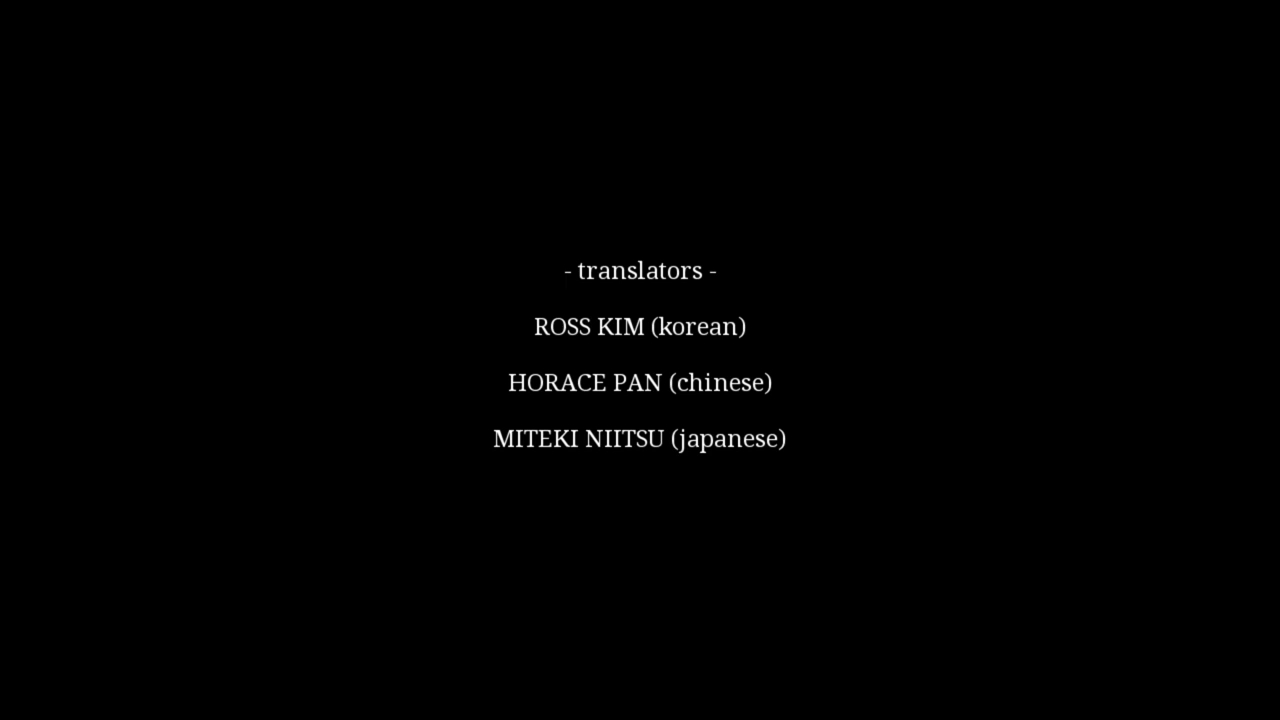 - translators -
ROSS KIM (korean)
HORACE PAN (chinese)
MITEKI NIITSU (japanese)